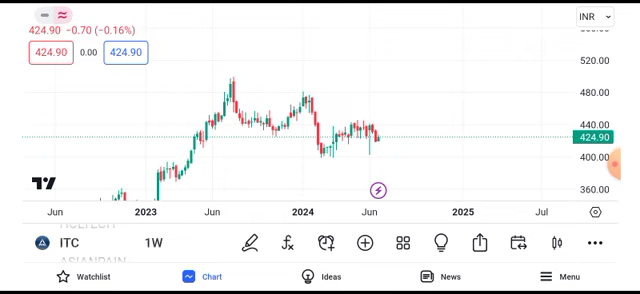 INR
424.90 −0.70 (−0.16%)
424.90 0.00 424.90
520.00
480.00
440.00
424.90
400.00
360.00
Jun 2023 Jun 2024 Jun 2025 Jul
ITC 1W
Watchlist Chart Ideas News Menu